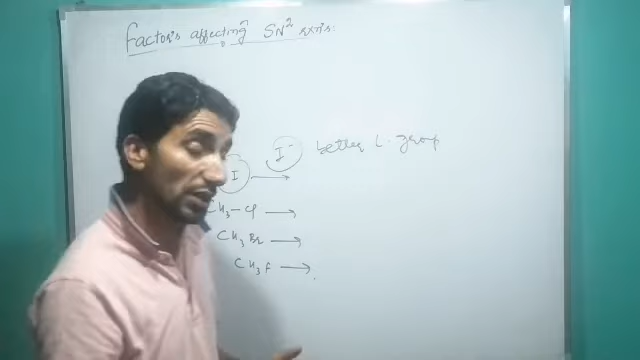 Factors affecting SN² rxns:
I → I⁻ better L. group
CH₃-Cl →
CH₃Br →
CH₃F →